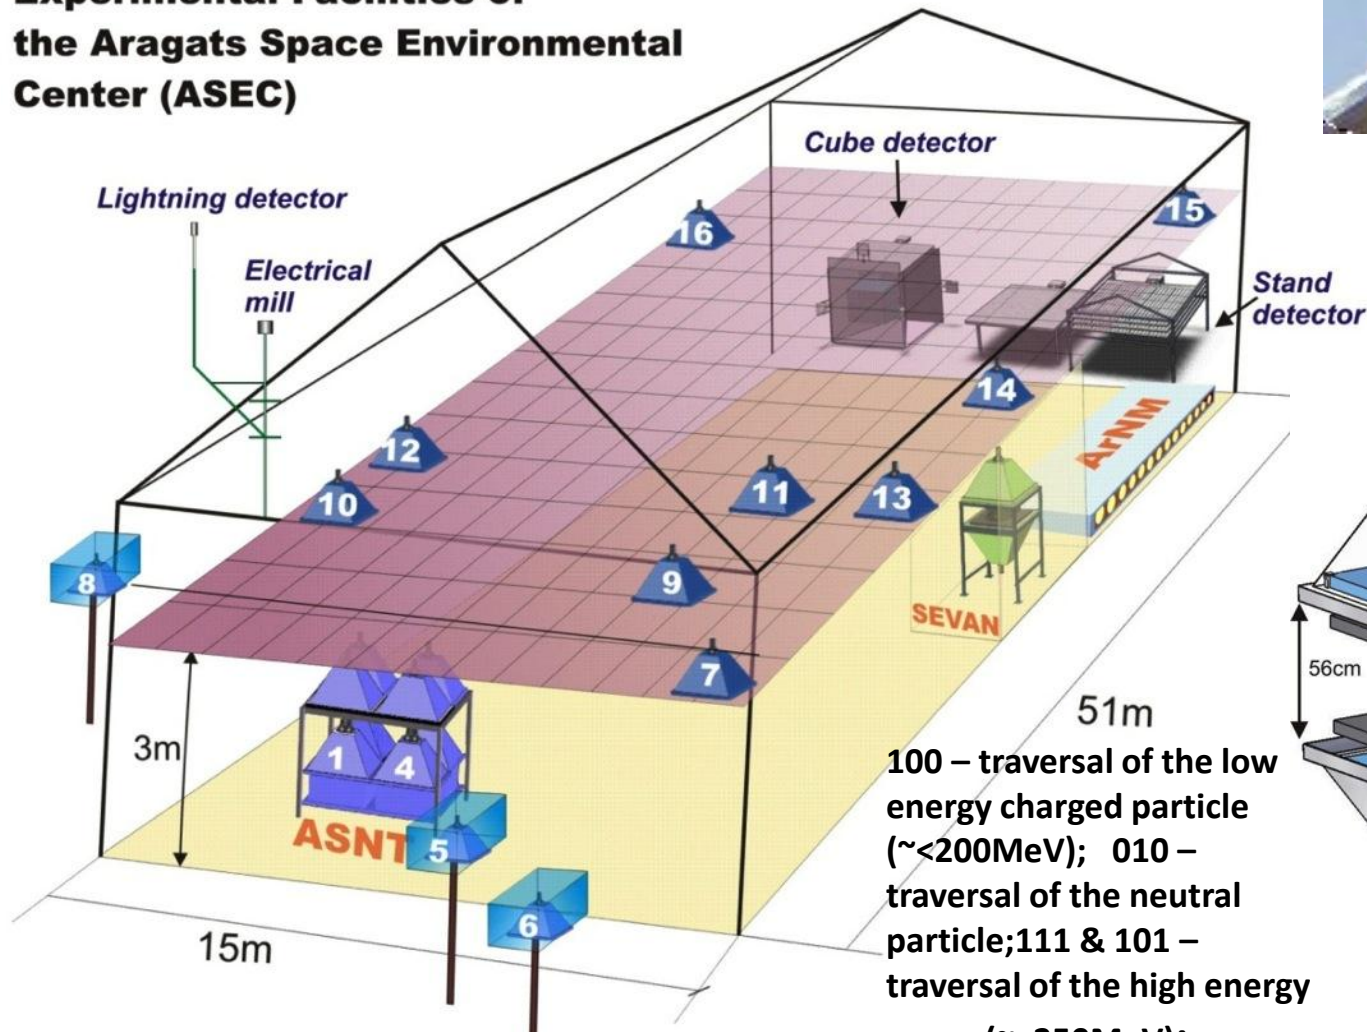 the Aragats Space Environmental
Center (ASEC)
Cube detector
Lightning detector
Electrical
mill
Stand
detector
16
15
14
12
10
11
13
9
8
7
ArNM
SEVAN
1
4
ASNT
5
6
3m
15m
51m
56cm
100 – traversal of the low
energy charged particle
(~<200MeV); 010 –
traversal of the neutral
particle;111 & 101 –
traversal of the high energy